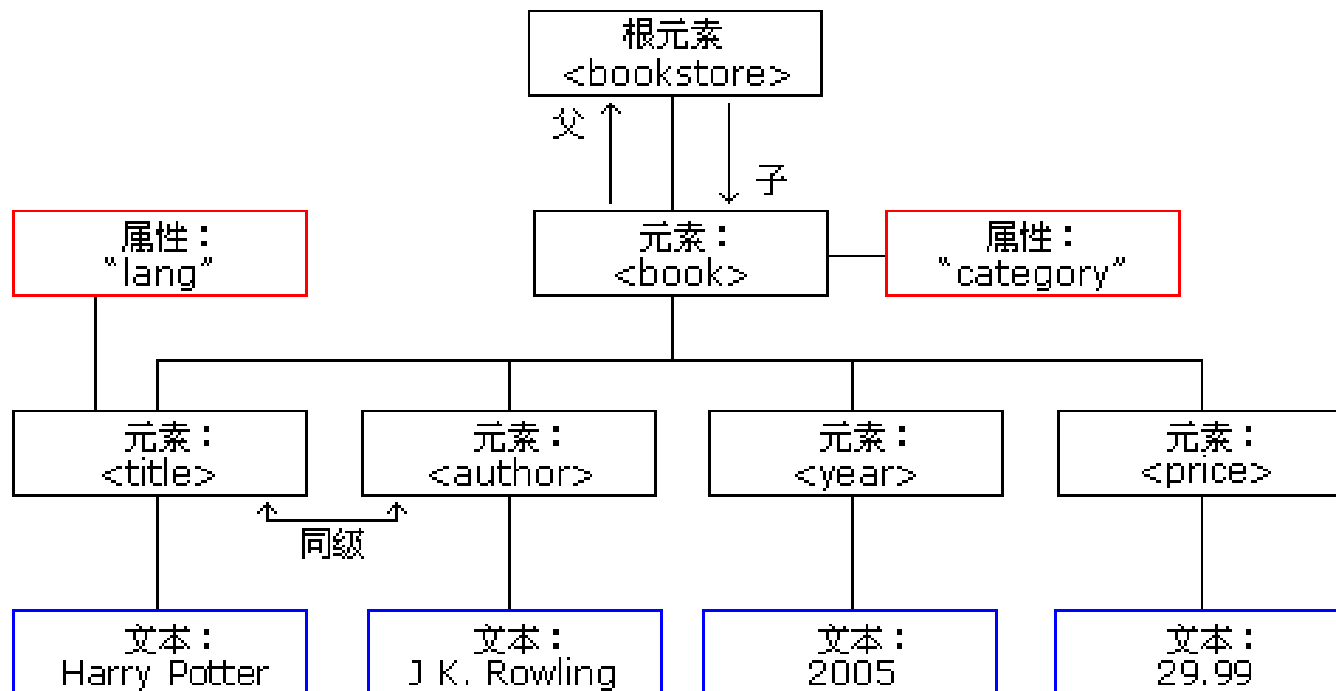 根元素
<bookstore>
父
子
属性：
“lang”
元素：
<book>
属性：
“category”
元素：
<title>
元素：
<author>
元素：
<year>
元素：
<price>
同级
文本：
Harry Potter
文本：
J K. Rowling
文本：
2005
文本：
29.99